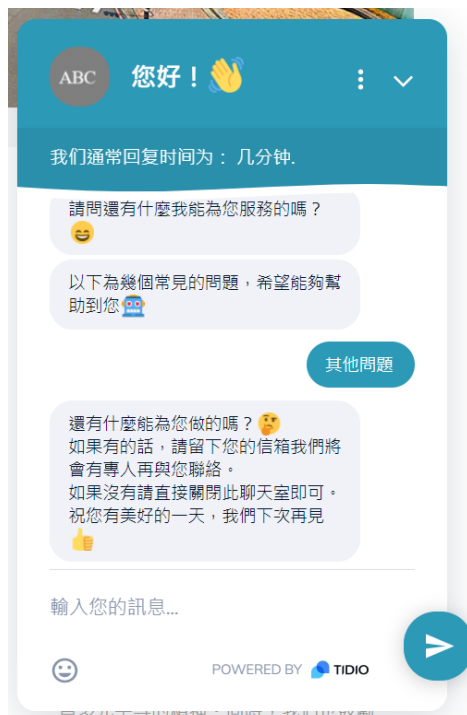 ABC
您好！👋
我们通常回复时间为： 几分钟.
請問還有什麼我能為您服務的嗎？
😄
以下為幾個常見的問題，希望能夠幫
助到您🤖
其他問題
還有什麼能為您做的嗎？🤔
如果有的話，請留下您的信箱我們將
會有專人再與您聯絡。
如果沒有請直接關閉此聊天室即可。
祝您有美好的一天，我們下次再見
👍
輸入您的訊息...
POWERED BY TIDIO